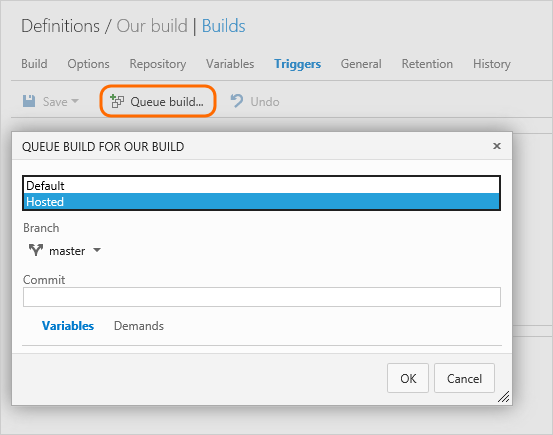 Definitions / Our build | Builds
Build Options Repository Variables Triggers General Retention History
Save Queue build... Undo
QUEUE BUILD FOR OUR BUILD
Default
Hosted
Branch
master
Commit
Variables Demands
OK Cancel